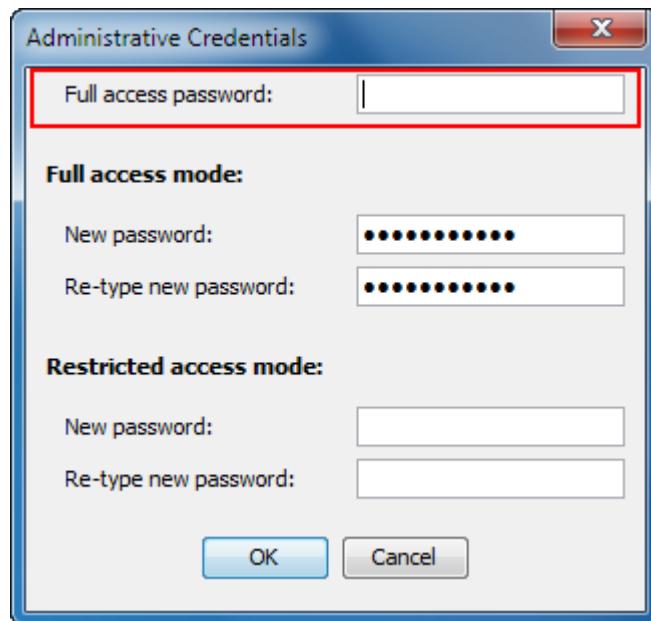 Administrative Credentials
Full access password:
Full access mode:
New password: •••••••••••
Re-type new password: •••••••••••
Restricted access mode:
New password:
Re-type new password:
OK Cancel